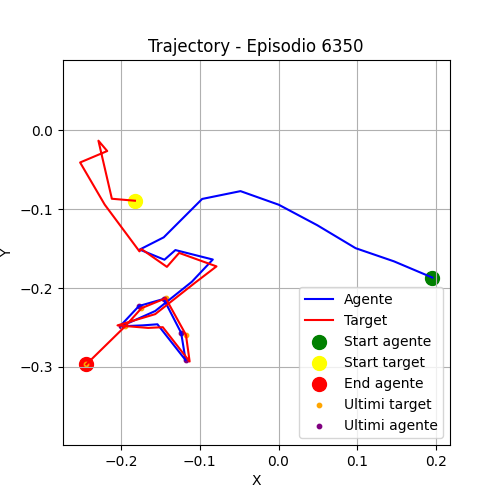 Trajectory - Episodio 6350
Y
0.0
−0.1
−0.2
−0.3
Agente
Target
Start agente
Start target
End agente
Ultimi target
Ultimi agente
−0.2
−0.1
0.0
0.1
0.2
X